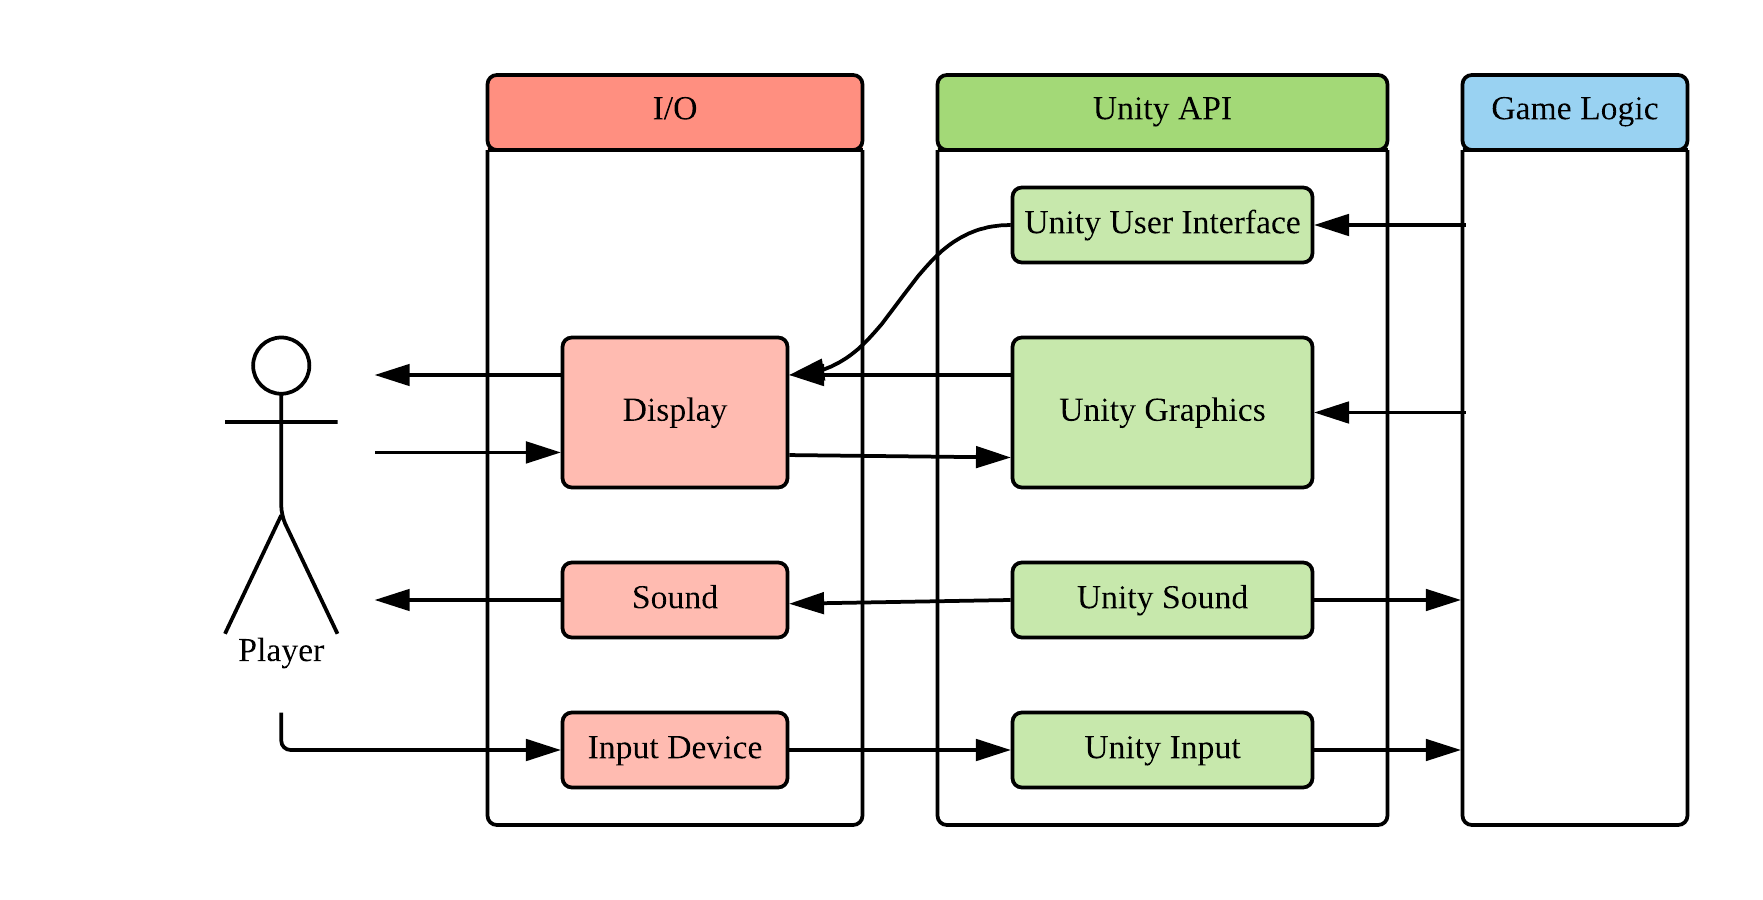 I/O
Unity API
Game Logic
Unity User Interface
Display
Unity Graphics
Sound
Unity Sound
Player
Input Device
Unity Input